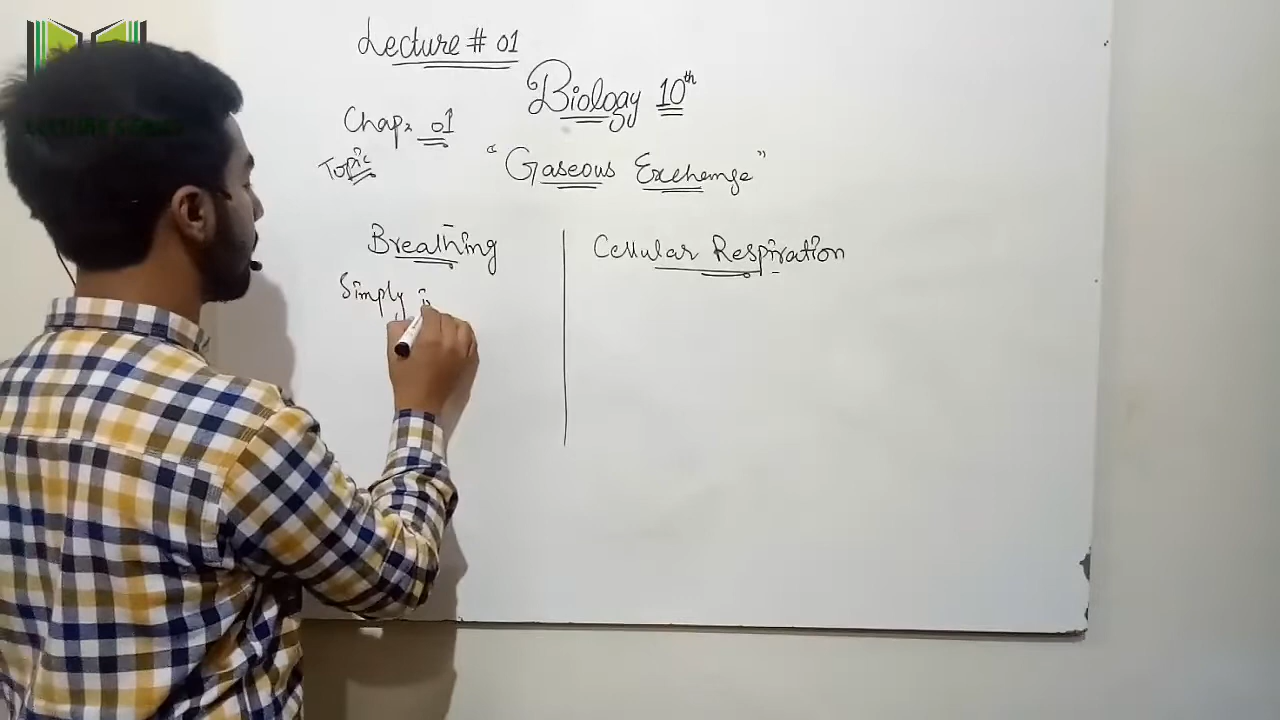 Lecture # 01
Biology 10th
Chap. 01
Topic
"Gaseous Exchange"
Breathing
Cellular Respiration
Simply